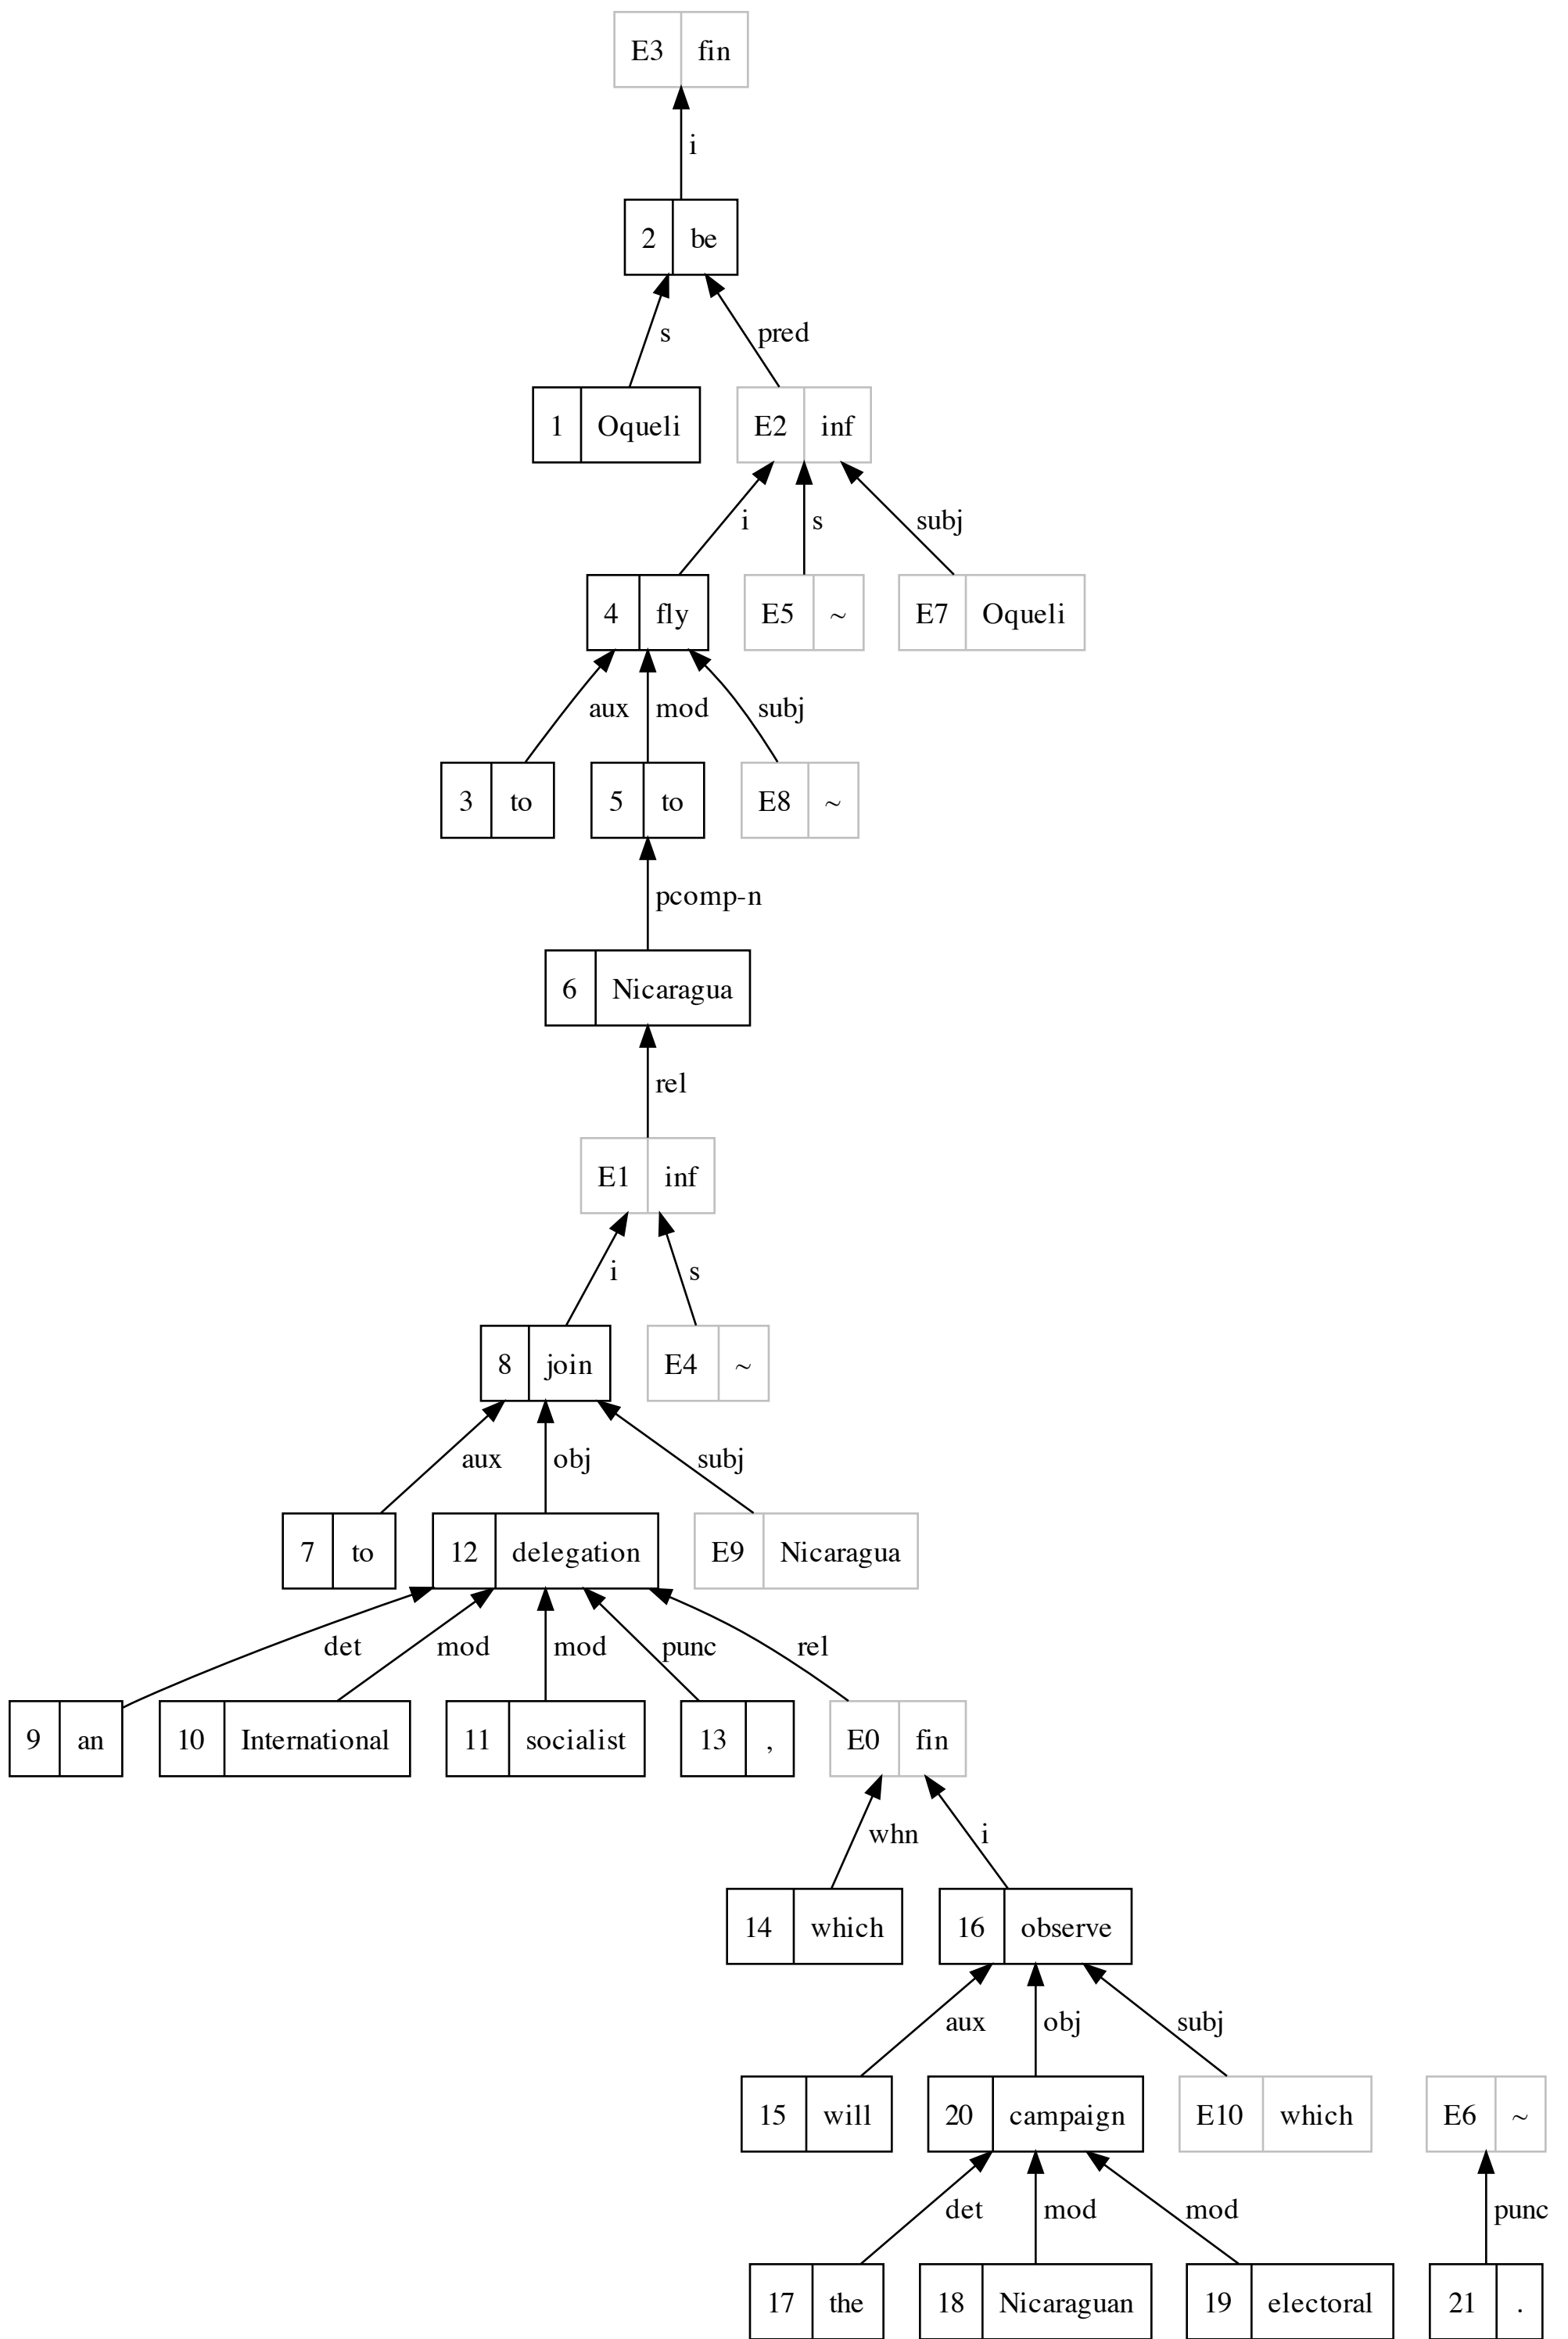 E3 fin
i
2 be
s pred
1 Oqueli E2 inf
i s subj
4 fly E5 ~ E7 Oqueli
aux mod subj
3 to 5 to E8 ~
pcomp-n
6 Nicaragua
rel
E1 inf
i s
8 join E4 ~
aux obj subj
7 to 12 delegation E9 Nicaragua
det mod mod punc rel
9 an 10 International 11 socialist 13 , E0 fin
whn i
14 which 16 observe
aux obj subj
15 will 20 campaign E10 which E6 ~
det mod mod punc
17 the 18 Nicaraguan 19 electoral 21 .